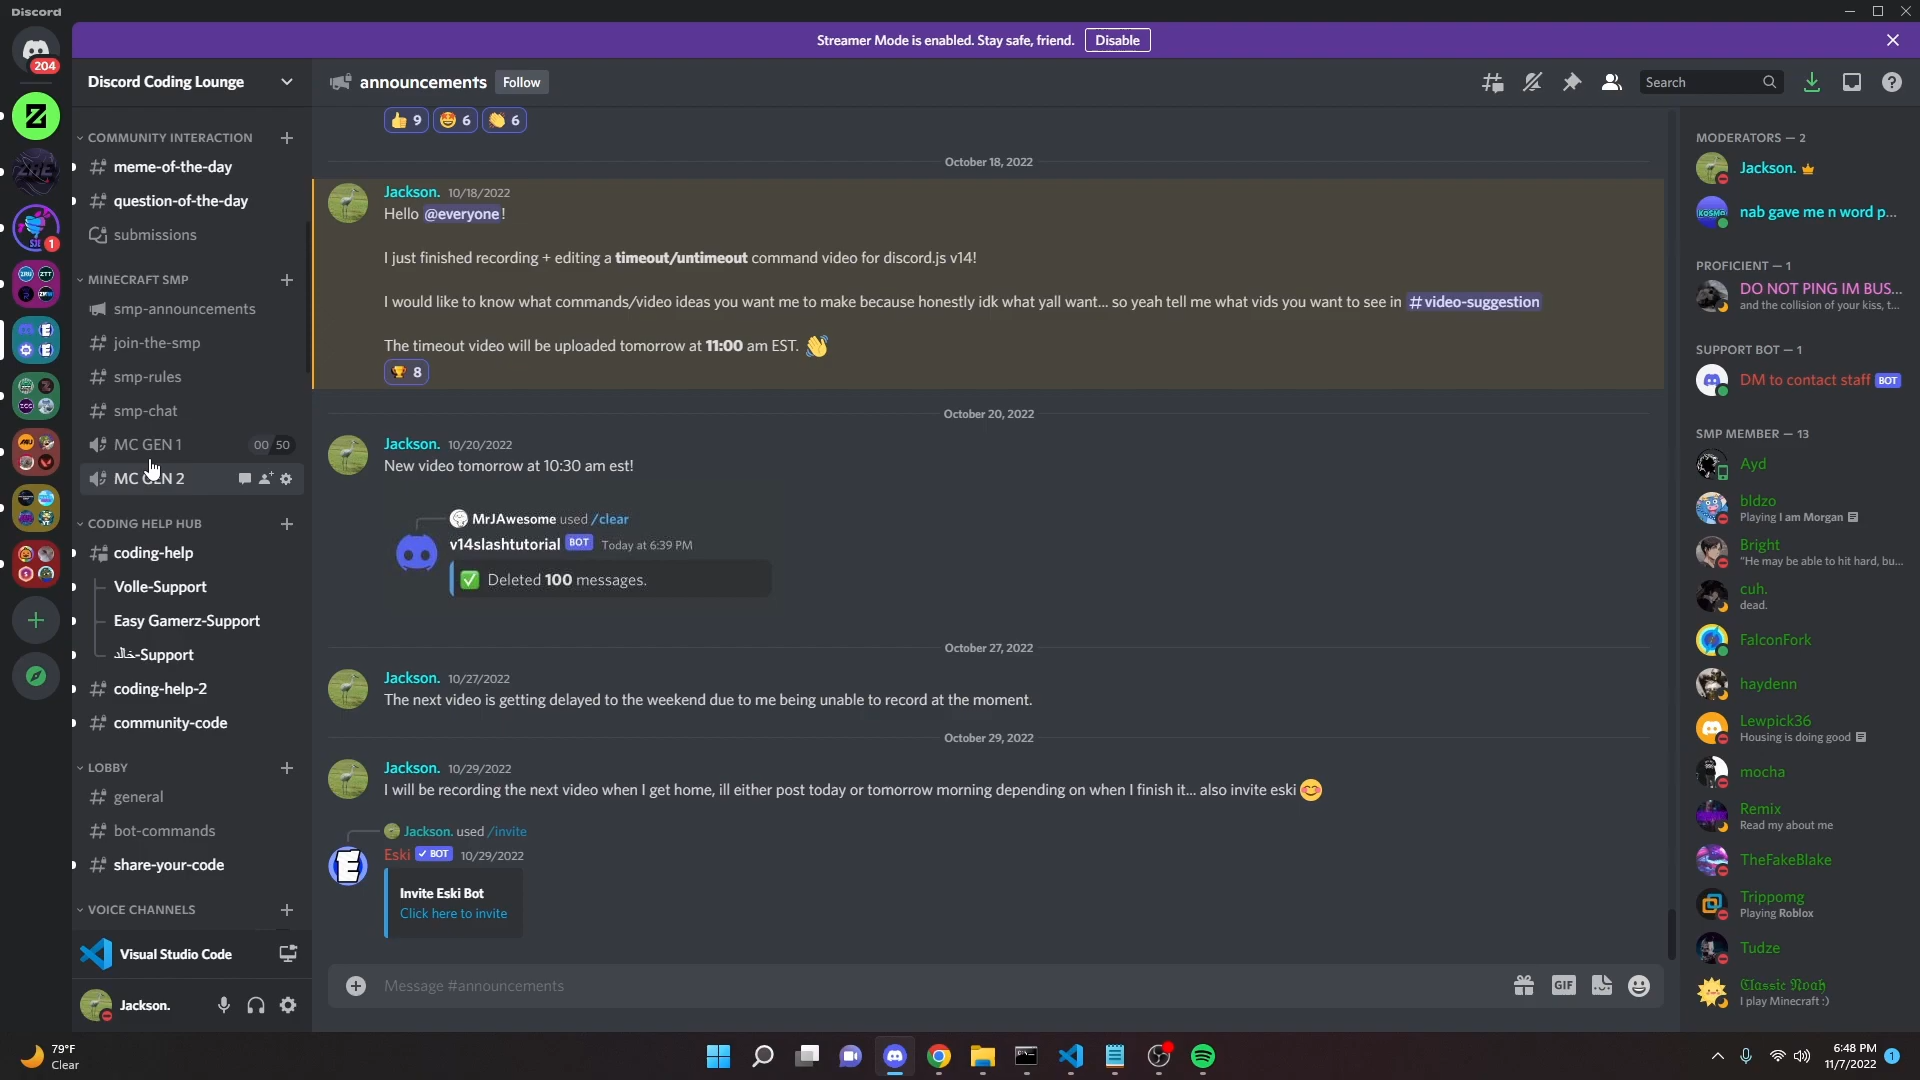 Discord
Streamer Mode is enabled. Stay safe, friend. Disable
204
Discord Coding Lounge
announcements Follow
Search
COMMUNITY INTERACTION
meme-of-the-day
question-of-the-day
submissions
MINECRAFT SMP
smp-announcements
join-the-smp
smp-rules
smp-chat
MC GEN 1 00 50
MC GEN 2
CODING HELP HUB
coding-help
Volle-Support
Easy Gamerz-Support
خالد-Support
coding-help-2
community-code
LOBBY
general
bot-commands
share-your-code
VOICE CHANNELS
Visual Studio Code
Jackson.
SJE
1
9 6 6
October 18, 2022
Jackson. 10/18/2022
Hello @everyone!
I just finished recording + editing a timeout/untimeout command video for discord.js v14!
I would like to know what commands/video ideas you want me to make because honestly idk what yall want... so yeah tell me what vids you want to see in #video-suggestion
The timeout video will be uploaded tomorrow at 11:00 am EST. 👋
8
October 20, 2022
Jackson. 10/20/2022
New video tomorrow at 10:30 am est!
MrJAwesome used /clear
v14slashtutorial BOT Today at 6:39 PM
✅ Deleted 100 messages.
October 27, 2022
Jackson. 10/27/2022
The next video is getting delayed to the weekend due to me being unable to record at the moment.
October 29, 2022
Jackson. 10/29/2022
I will be recording the next video when I get home, ill either post today or tomorrow morning depending on when I finish it... also invite eski 😊
Jackson. used /invite
Eski ✓ BOT 10/29/2022
Invite Eski Bot
Click here to invite
Message #announcements
GIF
MODERATORS — 2
Jackson.
nab gave me n word p...
PROFICIENT — 1
DO NOT PING IM BUS...
and the collision of your kiss, t...
SUPPORT BOT — 1
DM to contact staff BOT
SMP MEMBER — 13
Ayd
bldzo
Playing I am Morgan
Bright
"He may be able to hit hard, bu...
cuh.
dead.
FalconFork
haydenn
Lewpick36
Housing is doing good
mocha
Remix
Read my about me
TheFakeBlake
Trippomg
Playing Roblox
Tudze
ℭ𝔩𝔞𝔰𝔰𝔦𝔠 𝔑𝔬𝔞𝔥
I play Minecraft :)
79°F
Clear
6:48 PM
11/7/2022
1